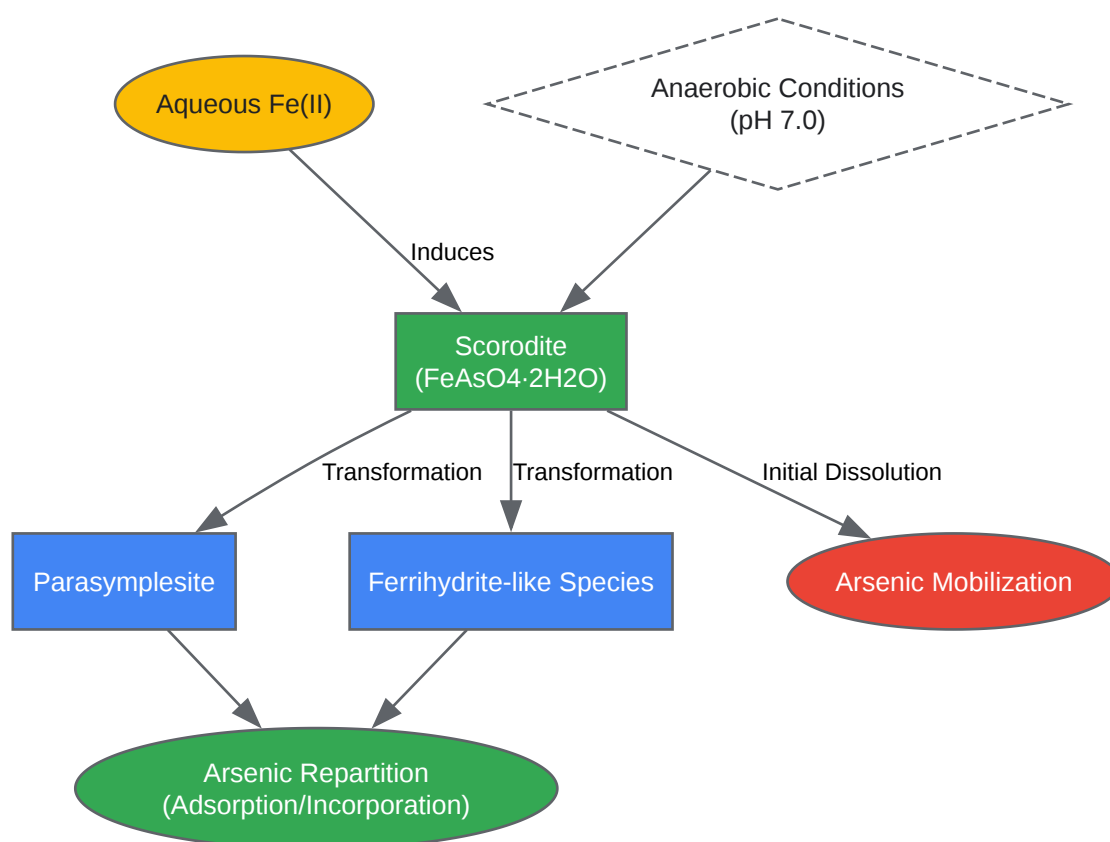 Aqueous Fe(II)
Anaerobic Conditions
(pH 7.0)
Induces
Scorodite
(FeAsO4·2H2O)
Transformation
Transformation
Initial Dissolution
Parasymplesite
Ferrihydrite-like Species
Arsenic Mobilization
Arsenic Repartition
(Adsorption/Incorporation)